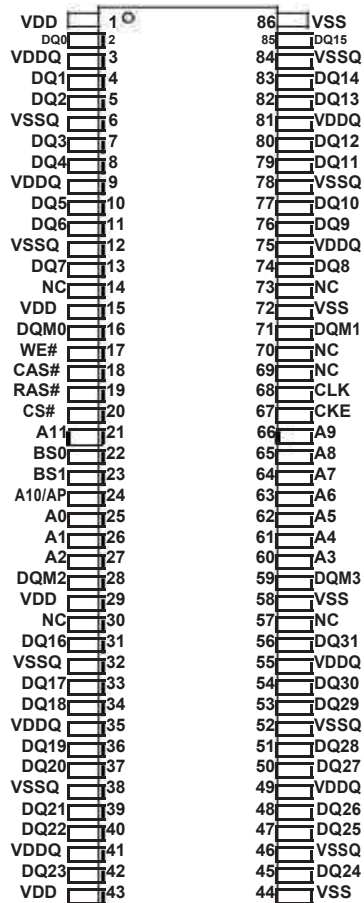 VDD 1 86 VSS
DQ0 2 85 DQ15
VDDQ 3 84 VSSQ
DQ1 4 83 DQ14
DQ2 5 82 DQ13
VSSQ 6 81 VDDQ
DQ3 7 80 DQ12
DQ4 8 79 DQ11
VDDQ 9 78 VSSQ
DQ5 10 77 DQ10
DQ6 11 76 DQ9
VSSQ 12 75 VDDQ
DQ7 13 74 DQ8
NC 14 73 NC
VDD 15 72 VSS
DQM0 16 71 DQM1
WE# 17 70 NC
CAS# 18 69 NC
RAS# 19 68 CLK
CS# 20 67 CKE
A11 21 66 A9
BS0 22 65 A8
BS1 23 64 A7
A10/AP 24 63 A6
A0 25 62 A5
A1 26 61 A4
A2 27 60 A3
DQM2 28 59 DQM3
VDD 29 58 VSS
NC 30 57 NC
DQ16 31 56 DQ31
VSSQ 32 55 VDDQ
DQ17 33 54 DQ30
DQ18 34 53 DQ29
VDDQ 35 52 VSSQ
DQ19 36 51 DQ28
DQ20 37 50 DQ27
VSSQ 38 49 VDDQ
DQ21 39 48 DQ26
DQ22 40 47 DQ25
VDDQ 41 46 VSSQ
DQ23 42 45 DQ24
VDD 43 44 VSS